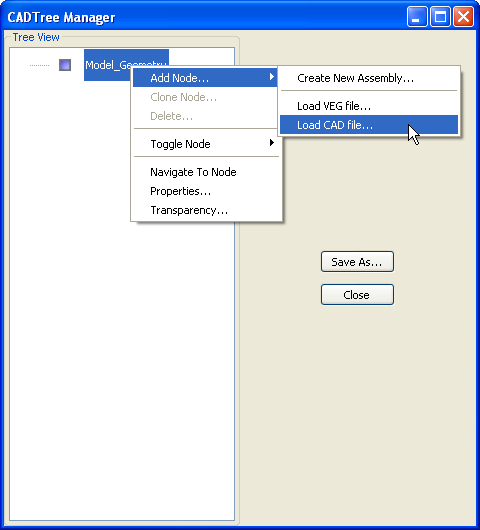 CADTree Manager
Tree View
Model_Geometry
Add Node...
Clone Node...
Delete...
Toggle Node
Navigate To Node
Properties...
Transparency...
Create New Assembly...
Load VEG file...
Load CAD file...
Save As...
Close